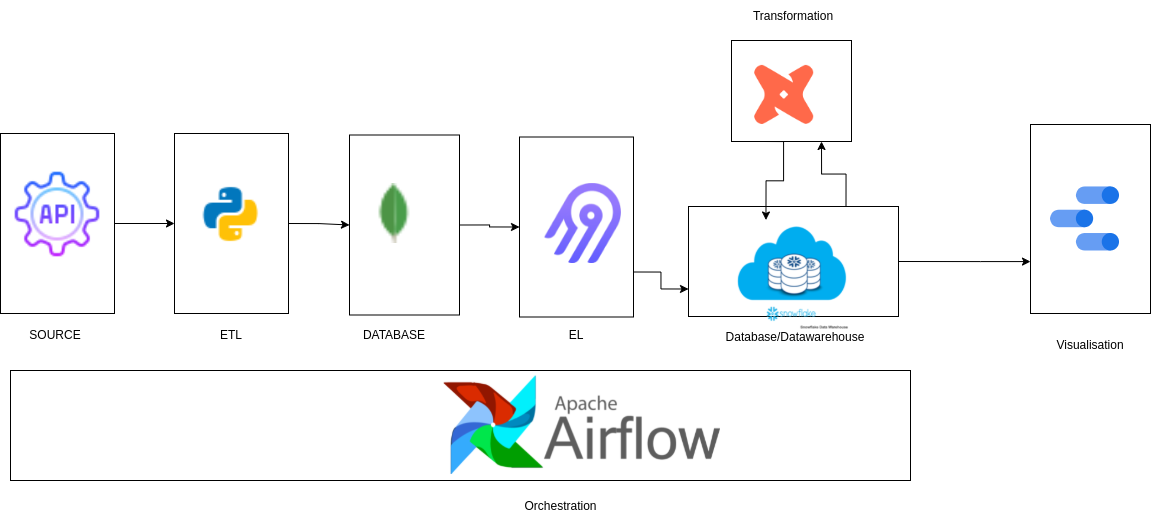 Transformation
API
SOURCE
ETL
DATABASE
EL
snowflake
Snowflake Data Warehouse
Database/Datawarehouse
Visualisation
Apache
Airflow
Orchestration